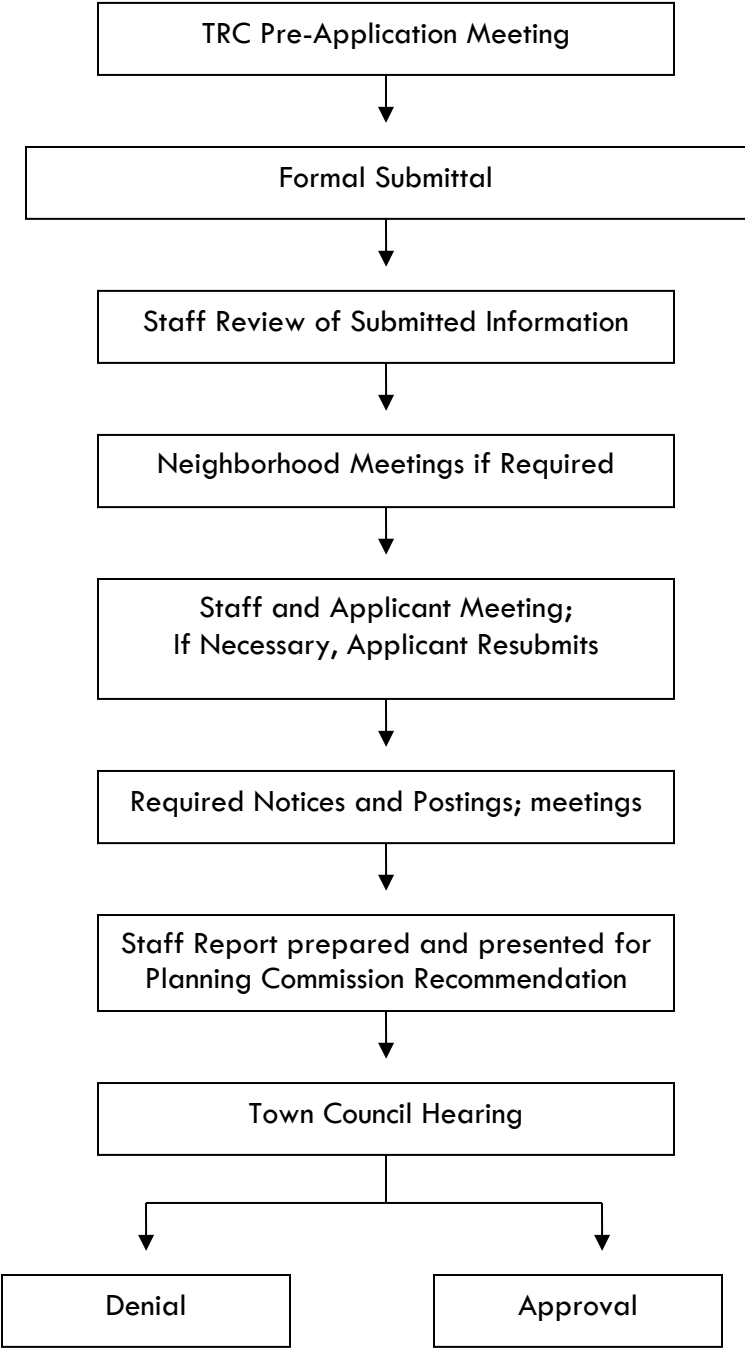 TRC Pre-Application Meeting
Formal Submittal
Staff Review of Submitted Information
Neighborhood Meetings if Required
Staff and Applicant Meeting;
If Necessary, Applicant Resubmits
Required Notices and Postings; meetings
Staff Report prepared and presented for
Planning Commission Recommendation
Town Council Hearing
Denial
Approval